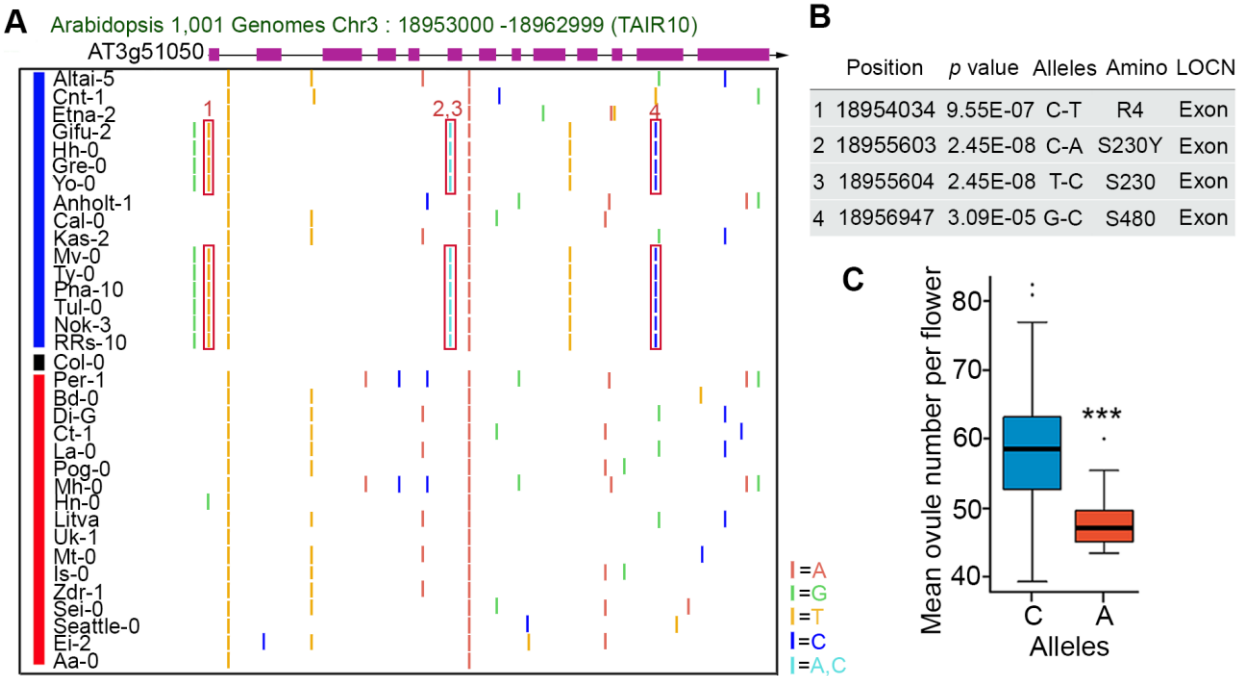 A
Arabidopsis 1,001 Genomes Chr3 : 18953000 -18962999 (TAIR10)
AT3g51050
Altai-5
Cnt-1
Etna-2
1
2,3
4
Gifu-2
Hh-0
Gre-0
Yo-0
Anholt-1
Cal-0
Kas-2
Mv-0
Ty-0
Pha-10
Tul-0
Nok-3
RRs-10
Col-0
Per-1
Bd-0
Di-G
Ct-1
La-0
Pog-0
Mh-0
Hn-0
Litva
Uk-1
Mt-0
Is-0
Zdr-1
Sei-0
Seattle-0
Ei-2
Aa-0
=A
=G
=T
=C
=A,C
B
Position p value Alleles Amino LOCN
1 18954034 9.55E-07 C-T R4 Exon
2 18955603 2.45E-08 C-A S230Y Exon
3 18955604 2.45E-08 T-C S230 Exon
4 18956947 3.09E-05 G-C S480 Exon
C
Mean ovule number per flower
80
70
60
50
40
***
C A
Alleles